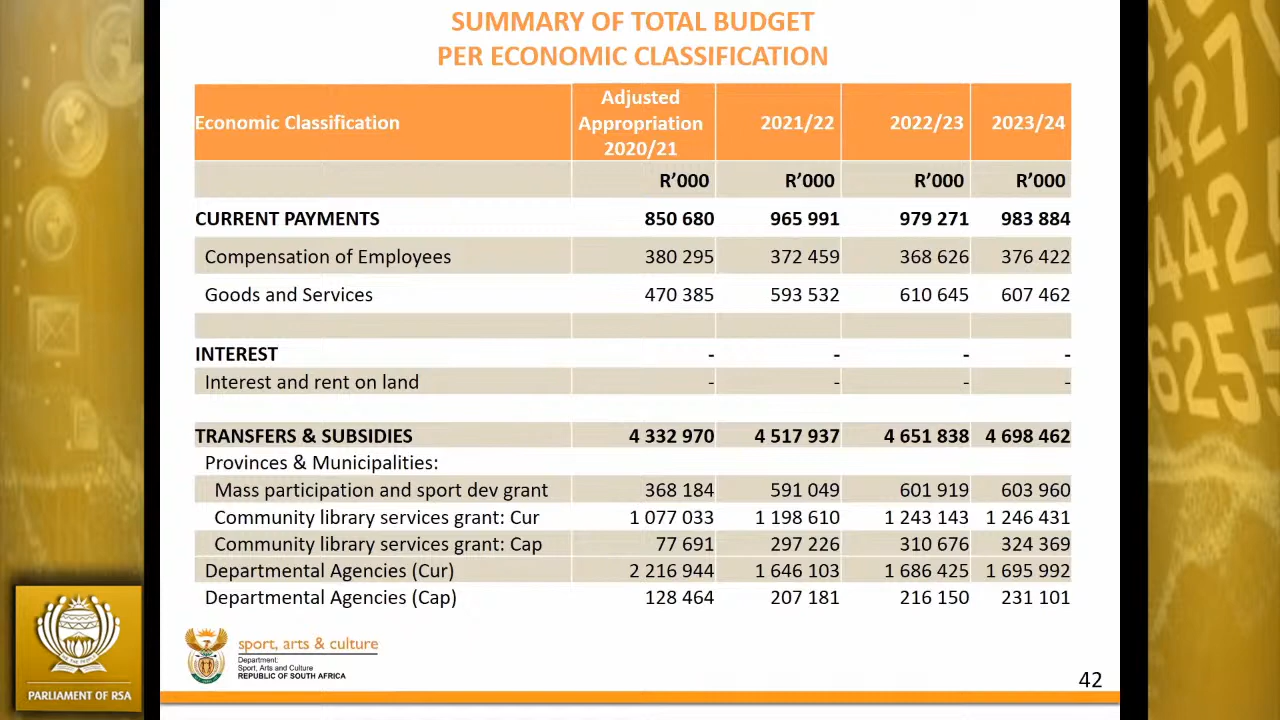 SUMMARY OF TOTAL BUDGET
PER ECONOMIC CLASSIFICATION
Economic Classification Adjusted Appropriation 2020/21 2021/22 2022/23 2023/24
R’000 R’000 R’000 R’000
CURRENT PAYMENTS 850 680 965 991 979 271 983 884
Compensation of Employees 380 295 372 459 368 626 376 422
Goods and Services 470 385 593 532 610 645 607 462
INTEREST - - - -
Interest and rent on land - - - -
TRANSFERS & SUBSIDIES 4 332 970 4 517 937 4 651 838 4 698 462
Provinces & Municipalities:
Mass participation and sport dev grant 368 184 591 049 601 919 603 960
Community library services grant: Cur 1 077 033 1 198 610 1 243 143 1 246 431
Community library services grant: Cap 77 691 297 226 310 676 324 369
Departmental Agencies (Cur) 2 216 944 1 646 103 1 686 425 1 695 992
Departmental Agencies (Cap) 128 464 207 181 216 150 231 101
sport, arts & culture
Department:
Sport, Arts and Culture
REPUBLIC OF SOUTH AFRICA
42
PARLIAMENT OF RSA